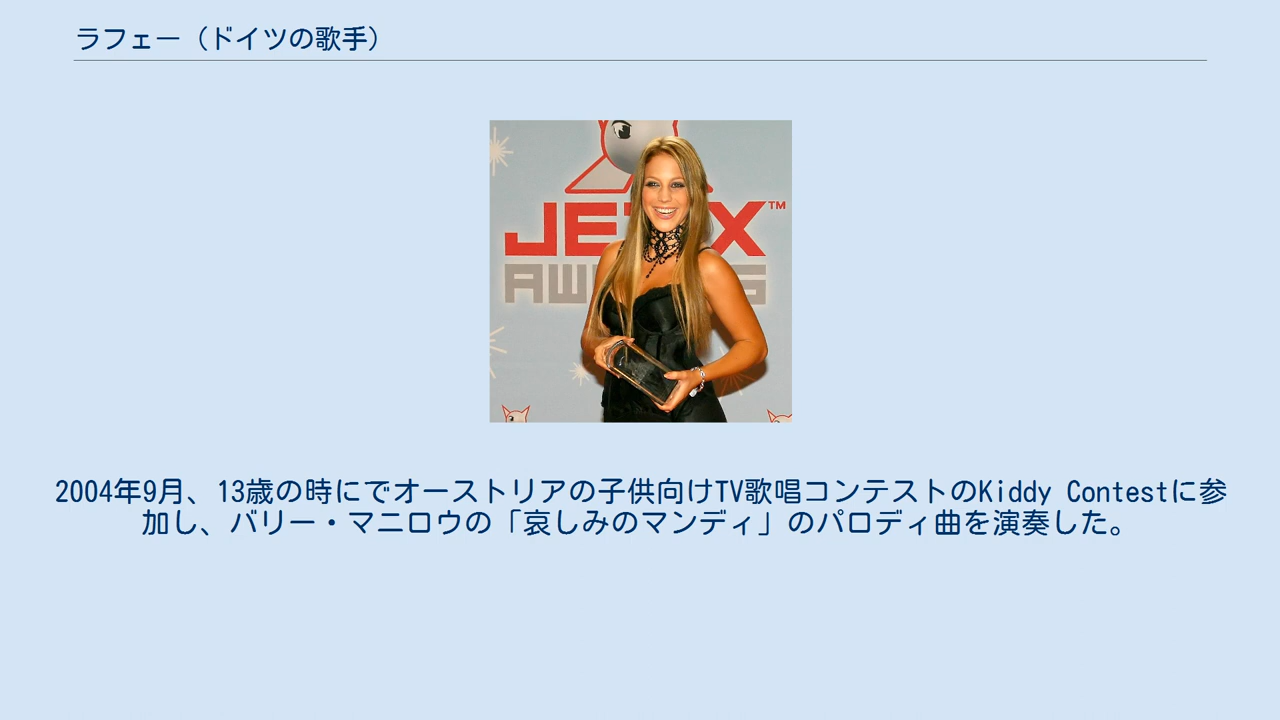 ラフェー（ドイツの歌手）
JET X™
AW S
2004年9月、13歳の時にでオーストリアの子供向けTV歌唱コンテストのKiddy Contestに参
加し、バリー・マニロウの「哀しみのマンディ」のパロディ曲を演奏した。